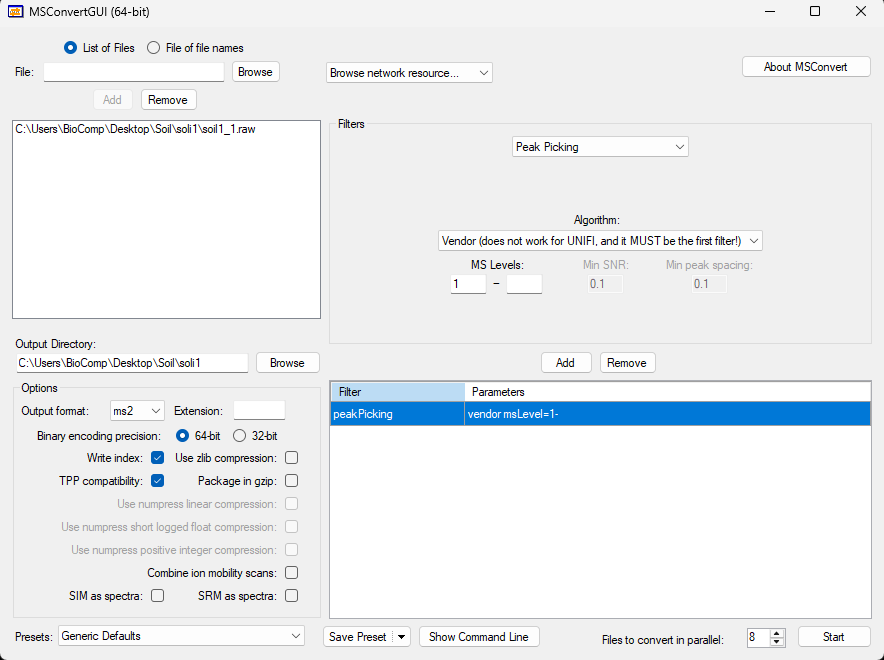 MSConvertGUI (64-bit)
List of Files File of file names
File: Browse Browse network resource... About MSConvert
Add Remove
C:\Users\BioComp\Desktop\Soil\soli1\soil1_1.raw
Filters
Peak Picking
Algorithm:
Vendor (does not work for UNIFI, and it MUST be the first filter!)
MS Levels: Min SNR: Min peak spacing:
1 – 0.1 0.1
Output Directory:
C:\Users\BioComp\Desktop\Soil\soli1 Browse Add Remove
Options
Filter Parameters
peakPicking vendor msLevel=1-
Output format: ms2 Extension:
Binary encoding precision: 64-bit 32-bit
Write index: Use zlib compression:
TPP compatibility: Package in gzip:
Use numpress linear compression:
Use numpress short logged float compression:
Use numpress positive integer compression:
Combine ion mobility scans:
SIM as spectra: SRM as spectra:
Presets: Generic Defaults Save Preset Show Command Line Files to convert in parallel: 8 Start